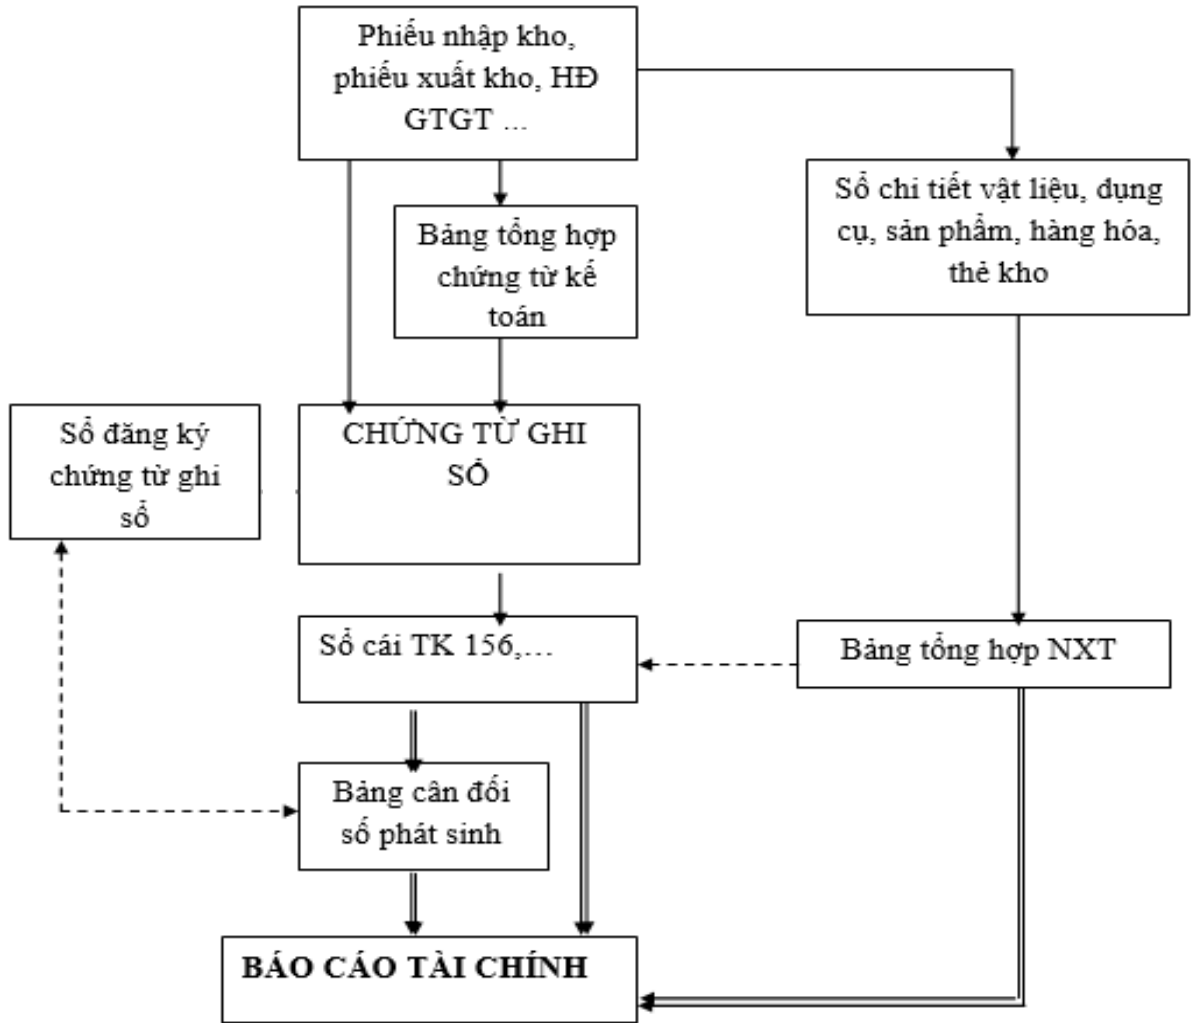 Phiếu nhập kho,
phiếu xuất kho, HĐ
GTGT ...
Sổ chi tiết vật liệu, dụng
cụ, sản phẩm, hàng hóa,
thẻ kho
Bảng tổng hợp
chứng từ kế
toán
Sổ đăng ký
chứng từ ghi
sổ
CHỨNG TỪ GHI
SỔ
Sổ cái TK 156,...
Bảng tổng hợp NXT
Bảng cân đối
số phát sinh
BÁO CÁO TÀI CHÍNH